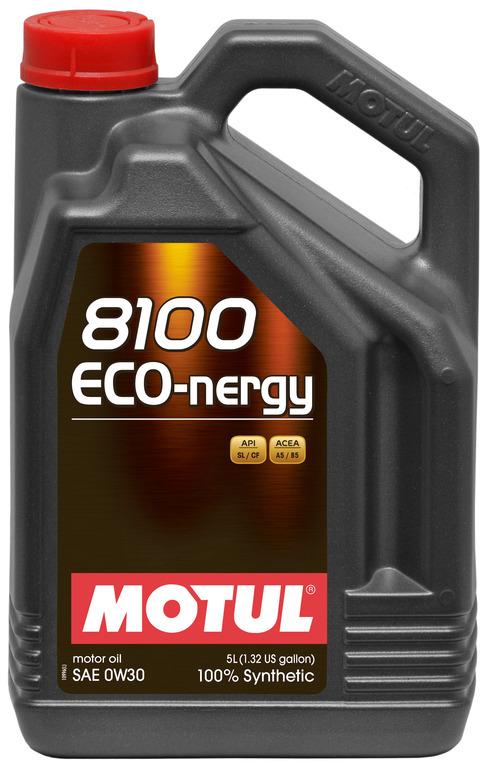 MOTUL
8100
ECO-nergy
API
SL / CF
ACEA
A5 / B5
MOTUL®
motor oil
SAE 0W30
5L (1.32 US gallon)
100% Synthetic